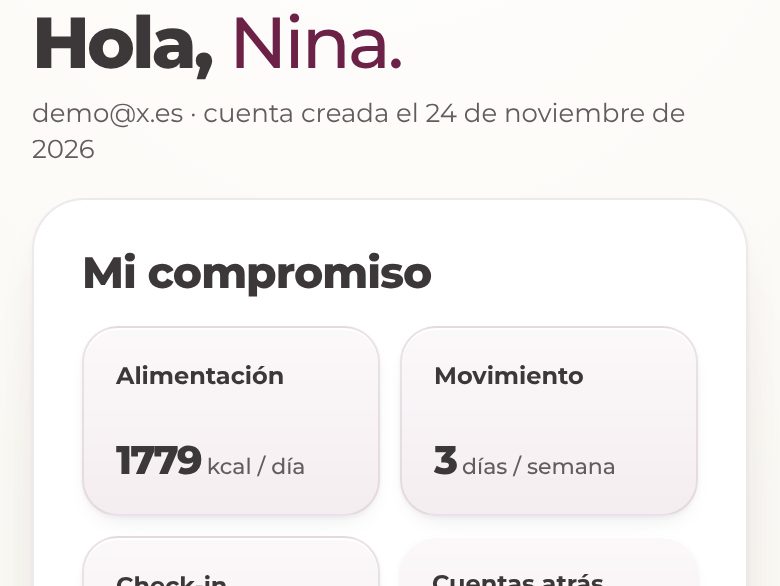 Hola, Nina.
demo@x.es · cuenta creada el 24 de noviembre de
2026
Mi compromiso
Alimentación
Movimiento
1779 kcal / día
3 días / semana
Check-in
Cuentas atrás